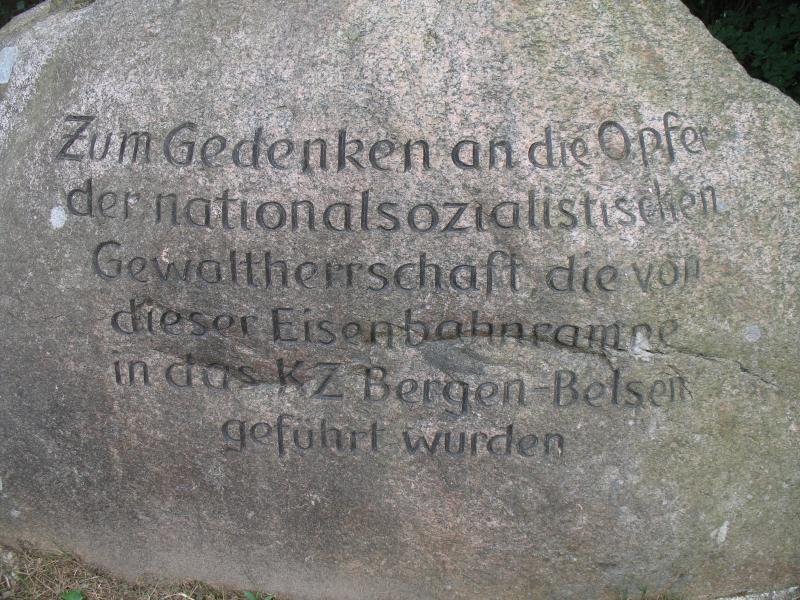 Zum Gedenken an die Opfer
der nationalsozialistischen
Gewaltherrschaft, die von
dieser Eisenbahnrampe
in das KZ Bergen-Belsen
geführt wurden